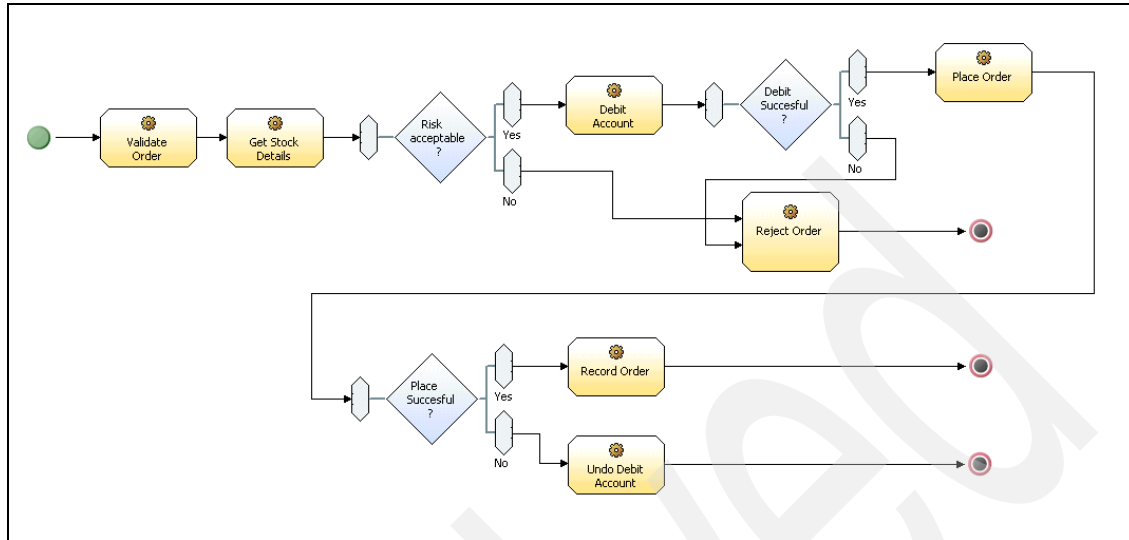 Validate
Order
Get Stock
Details
Risk
acceptable
?
Yes
No
Debit
Account
Debit
Succesful
?
Yes
No
Place Order
Reject Order
Place
Succesful
?
Yes
No
Record Order
Undo Debit
Account